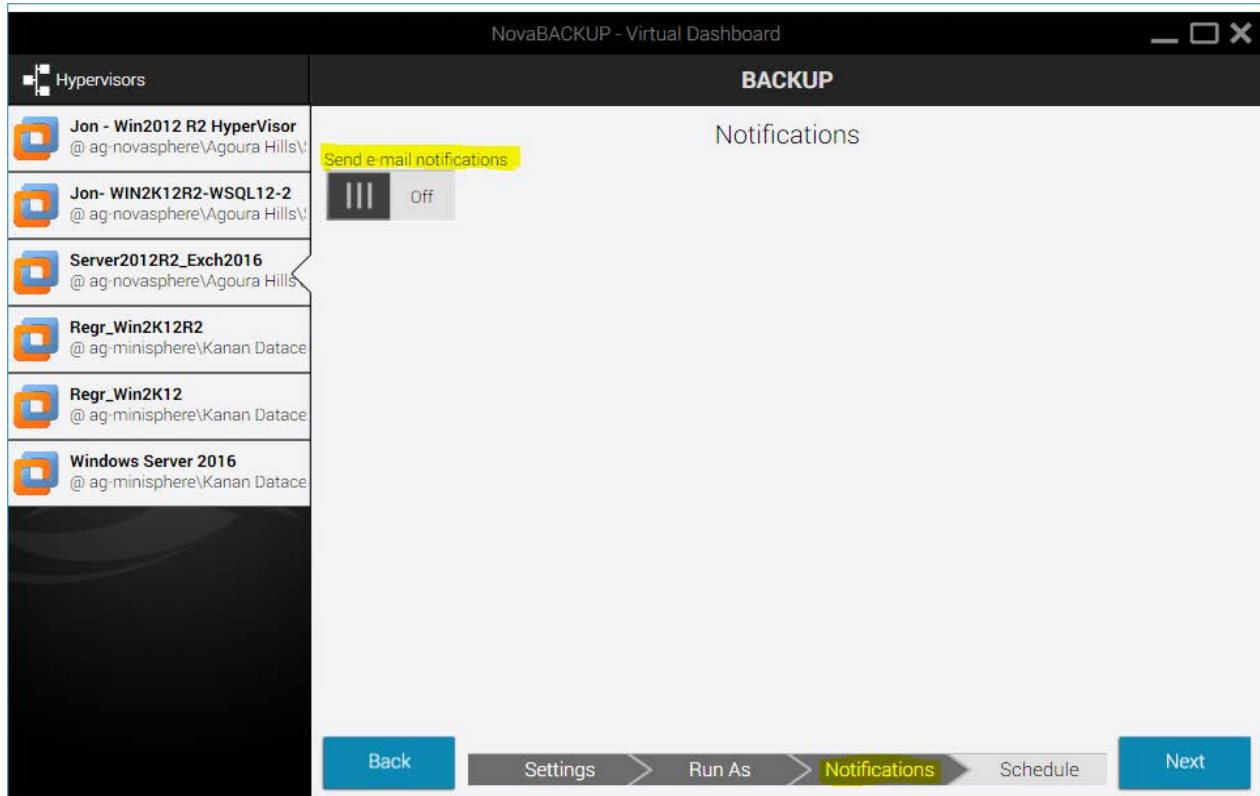 NovaBACKUP - Virtual Dashboard
Hypervisors
BACKUP
Jon - Win2012 R2 HyperVisor
@ ag-novasphere\Agoura Hills\
Jon- WIN2K12R2-WSQL12-2
@ ag-novasphere\Agoura Hills\
Server2012R2_Exch2016
@ ag-novasphere\Agoura Hills
Regr_Win2K12R2
@ ag-minisphere\Kanan Datace
Regr_Win2K12
@ ag-minisphere\Kanan Datace
Windows Server 2016
@ ag-minisphere\Kanan Datace
Notifications
Send e-mail notifications
Off
Back
Settings
Run As
Notifications
Schedule
Next